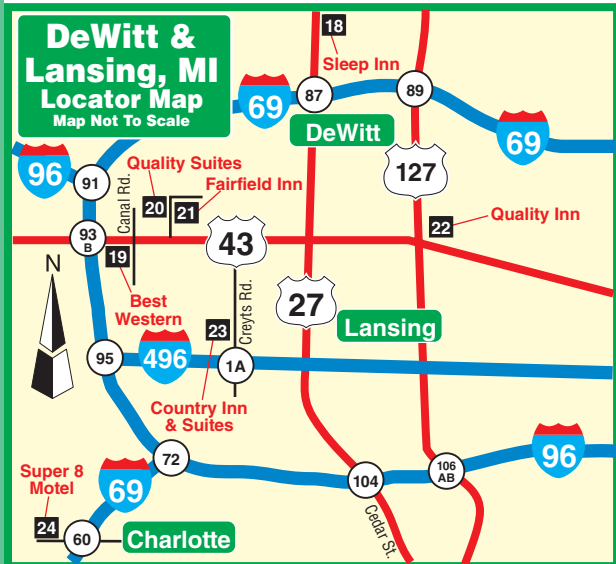 DeWitt &
Lansing, MI
Locator Map
Map Not To Scale
18
Sleep Inn
87
89
69
DeWitt
69
96
127
91
Canal Rd.
Quality Suites
20
21
Fairfield Inn
Quality Inn
22
93
B
43
19
N
Best
Western
27
Creyts Rd.
23
Lansing
95
496
1A
Country Inn
& Suites
72
96
Super 8
Motel
69
104
106
AB
24
60
Charlotte
Cedar St.